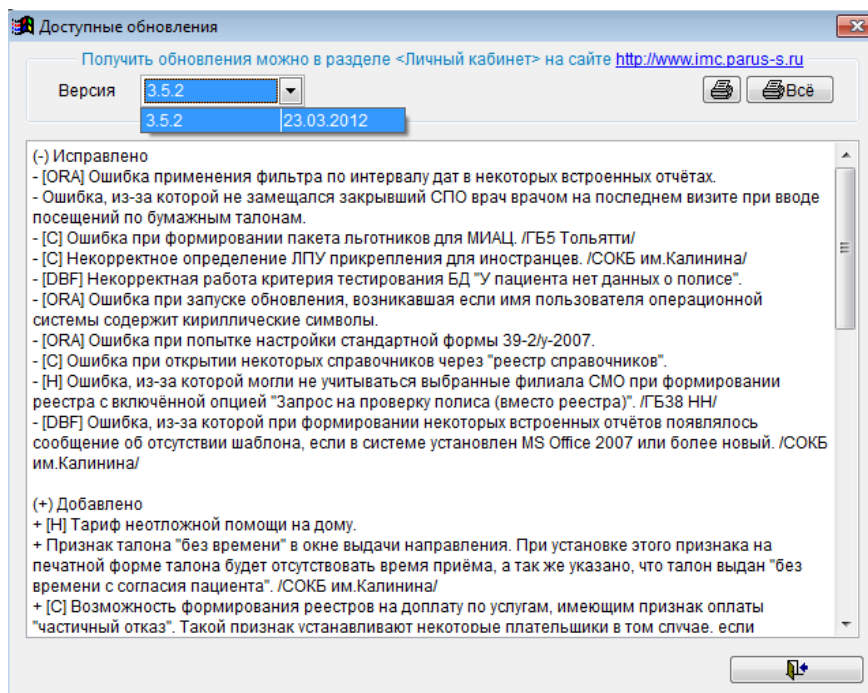 Доступные обновления
Получить обновления можно в разделе <Личный кабинет> на сайте http://www.imc.parus-s.ru
Версия 3.5.2 Всё
3.5.2 23.03.2012
(-) Исправлено
- [ORA] Ошибка применения фильтра по интервалу дат в некоторых встроенных отчётах.
- Ошибка, из-за которой не замещался закрывший СПО врач врачом на последнем визите при вводе
посещений по бумажным талонам.
- [C] Ошибка при формировании пакета льготников для МИАЦ. /ГБ5 Тольятти/
- [C] Некорректное определение ЛПУ прикрепления для иностранцев. /СОКБ им.Калинина/
- [DBF] Некорректная работа критерия тестирования БД "У пациента нет данных о полисе".
- [ORA] Ошибка при запуске обновления, возникавшая если имя пользователя операционной
системы содержит кириллические символы.
- [ORA] Ошибка при попытке настройки стандартной формы 39-2/у-2007.
- [C] Ошибка при открытии некоторых справочников через "реестр справочников".
- [Н] Ошибка, из-за которой могли не учитываться выбранные филиала СМО при формировании
реестра с включённой опцией "Запрос на проверку полиса (вместо реестра)". /ГБ38 НН/
- [DBF] Ошибка, из-за которой при формировании некоторых встроенных отчётов появлялось
сообщение об отсутствии шаблона, если в системе установлен MS Office 2007 или более новый. /СОКБ
им.Калинина/
(+) Добавлено
+ [Н] Тариф неотложной помощи на дому.
+ Признак талона "без времени" в окне выдачи направления. При установке этого признака на
печатной форме талона будет отсутствовать время приёма, а так же указано, что талон выдан "без
времени с согласия пациента". /СОКБ им.Калинина/
+ [C] Возможность формирования реестров на доплату по услугам, имеющим признак оплаты
"частичный отказ". Такой признак устанавливают некоторые плательщики в том случае, если